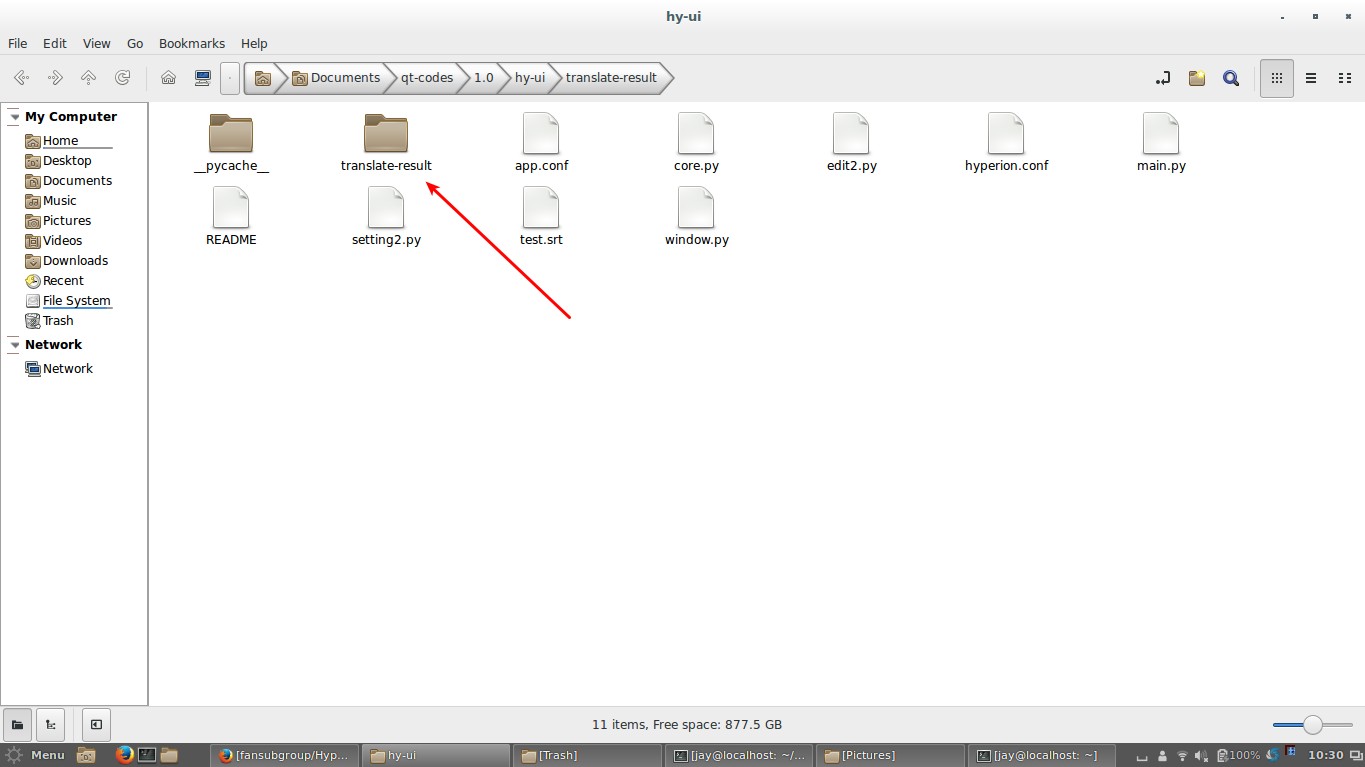 hy-ui
File Edit View Go Bookmarks Help
Documents qt-codes 1.0 hy-ui translate-result
My Computer
Home
Desktop
Documents
Music
Pictures
Videos
Downloads
Recent
File System
Trash
Network
Network
__pycache__ translate-result app.conf core.py edit2.py hyperion.conf main.py
README setting2.py test.srt window.py
11 items, Free space: 877.5 GB
Menu [fansubgroup/Hyp... hy-ui [Trash] [jay@localhost: ~/... [Pictures] [jay@localhost: ~] 100% 10:30